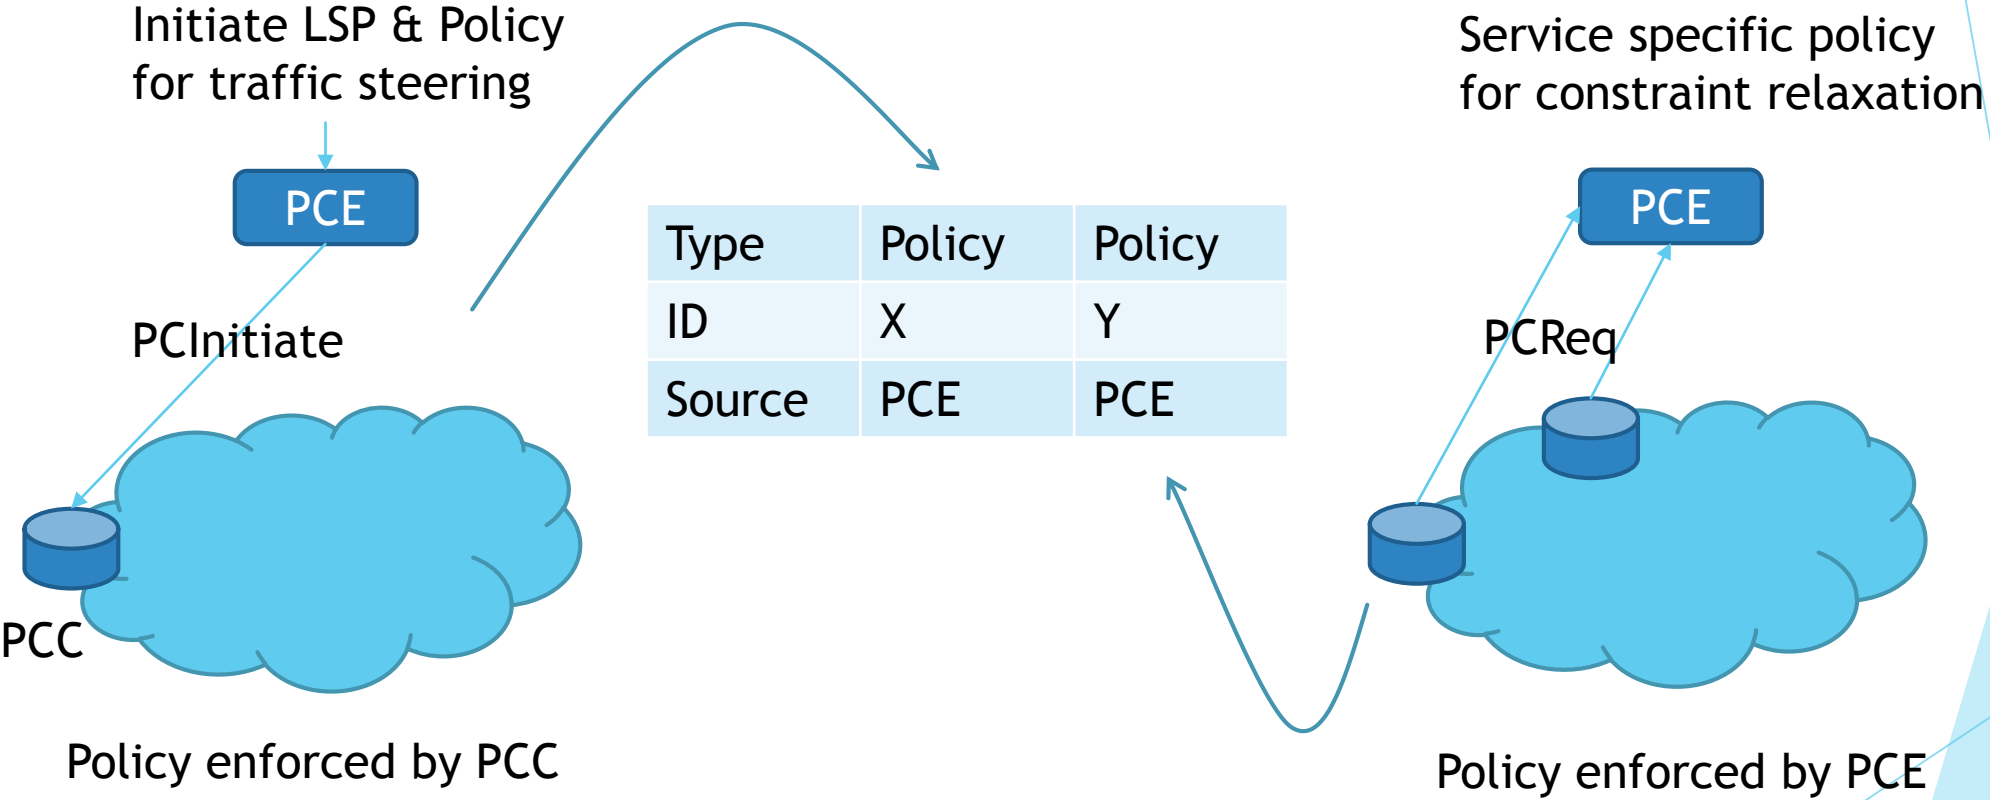 Initiate LSP & Policy
for traffic steering
PCE
PCInitiate
PCC
Policy enforced by PCC
Type Policy Policy
ID X Y
Source PCE PCE
Service specific policy
for constraint relaxation
PCE
PCReq
Policy enforced by PCE